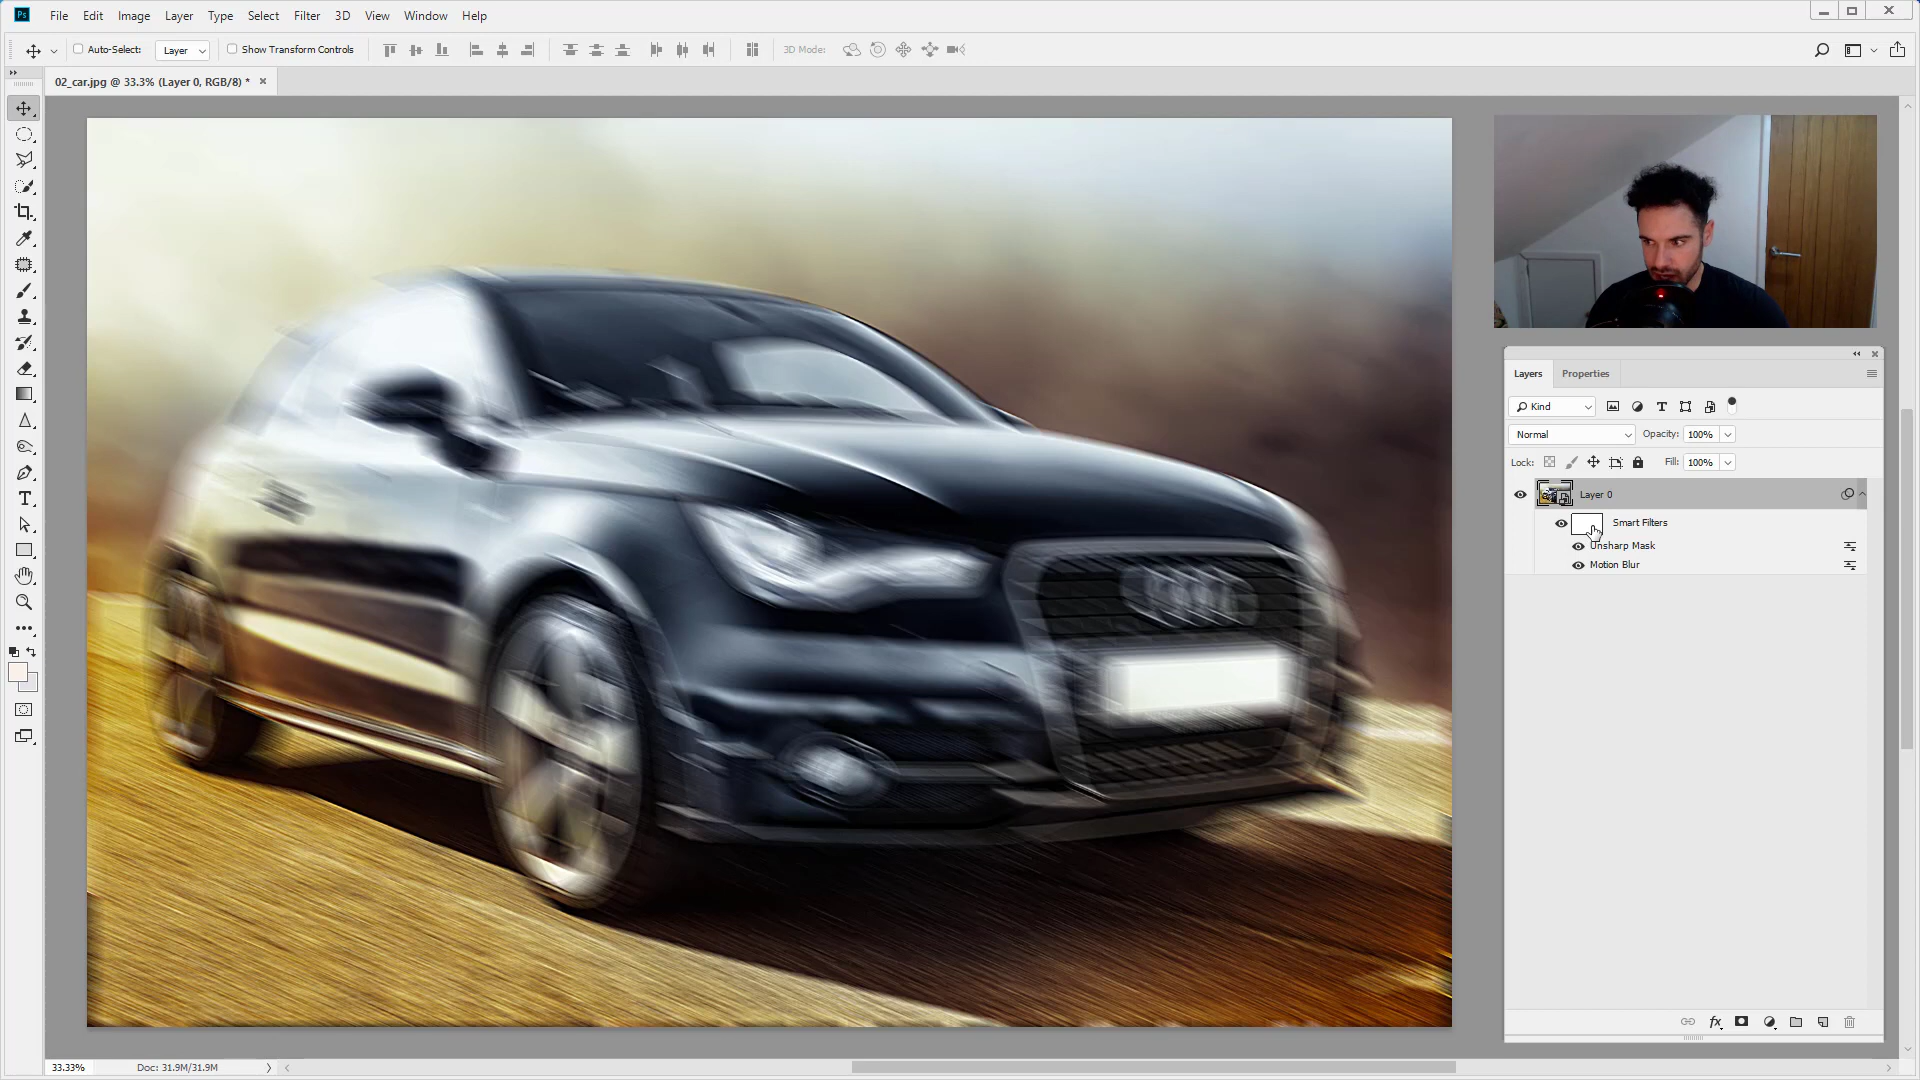 Ps File Edit Image Layer Type Select Filter 3D View Window Help
Auto-Select: Layer Show Transform Controls 3D Mode:
02_car.jpg @ 33.3% (Layer 0, RGB/8) *
Layers Properties
Kind
Normal Opacity: 100%
Lock: Fill: 100%
Layer 0
Smart Filters
Unsharp Mask
Motion Blur
fx
33.33% Doc: 31.9M/31.9M